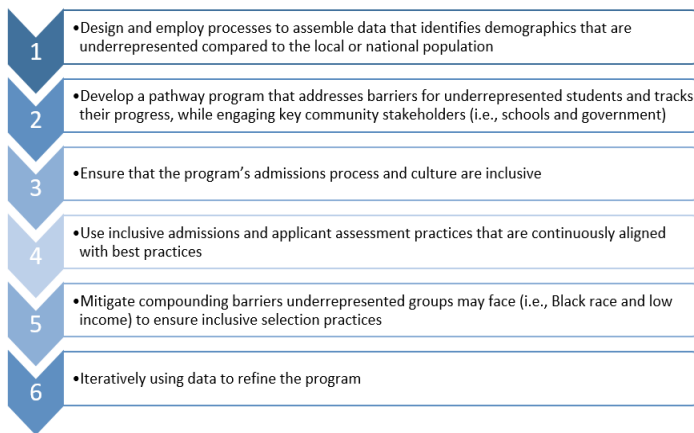 1
•Design and employ processes to assemble data that identifies demographics that are
underrepresented compared to the local or national population
2
•Develop a pathway program that addresses barriers for underrepresented students and tracks
their progress, while engaging key community stakeholders (i.e., schools and government)
3
•Ensure that the program’s admissions process and culture are inclusive
4
•Use inclusive admissions and applicant assessment practices that are continuously aligned
with best practices
5
•Mitigate compounding barriers underrepresented groups may face (i.e., Black race and low
income) to ensure inclusive selection practices
6
•Iteratively using data to refine the program